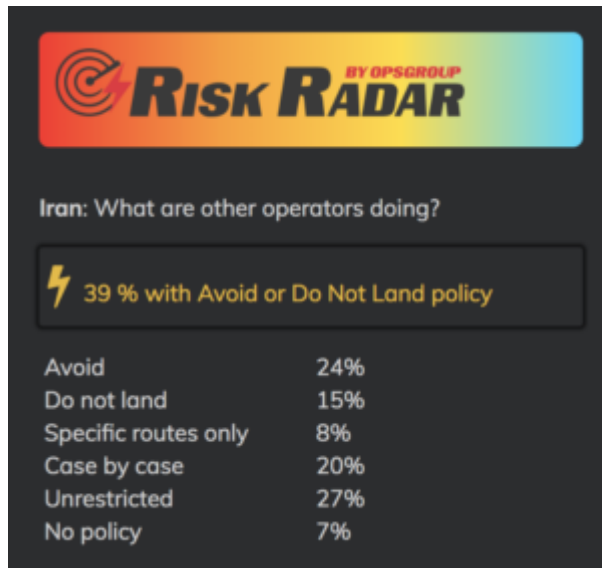 BY OPSGROUP
RISK RADAR
Iran: What are other operators doing?
39 % with Avoid or Do Not Land policy
Avoid 24%
Do not land 15%
Specific routes only 8%
Case by case 20%
Unrestricted 27%
No policy 7%